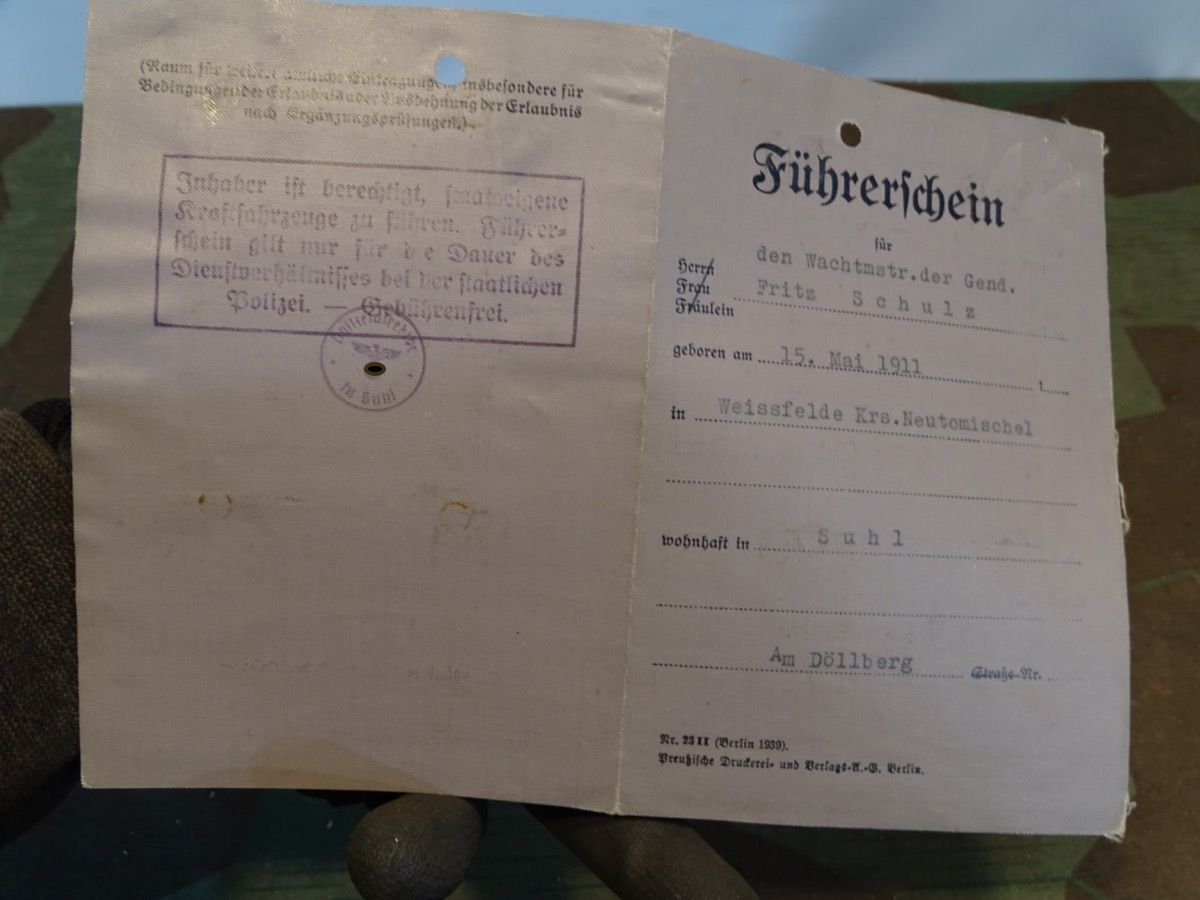 (Raum für weitere amtliche Eintragungen, insbesondere für
Bedingungen der Erlaubnis oder Ausdehnung der Erlaubnis
nach Ergänzungsprüfungen.)
Inhaber ist berechtigt, staatseigene
Kraftfahrzeuge zu führen. Führer-
schein gilt nur für die Dauer des
Dienstverhältnisses bei der staatlichen
Polizei. — Gebührenfrei.
in Suhl
Führerschein
für
den Wachtmstr.der Gend.
Herrn
Frau
Fräulein
Fritz Schulz
geboren am 15. Mai 1911
in Weissfelde Krs.Neutomischel
wohnhaft in Suhl
Am Döllberg Straße-Nr.
Nr. 23 II (Berlin 1939).
Preußische Druckerei- und Verlags-A.-G. Berlin.